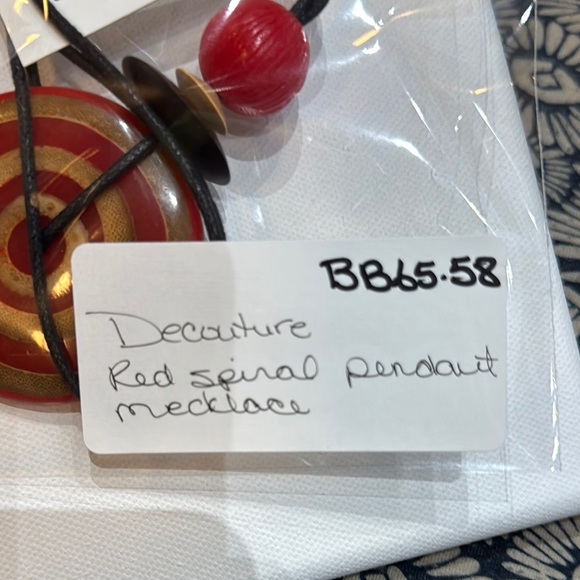 BB65.58
Decouture
Red spiral pendant
necklace